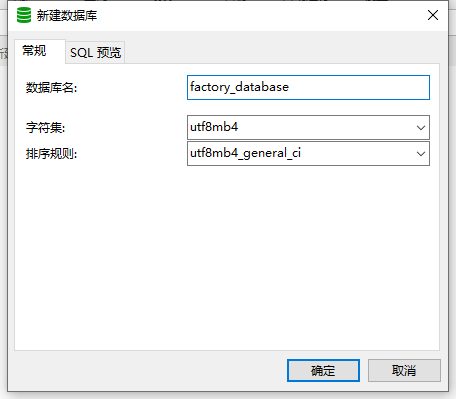 新建数据库
常规
SQL 预览
数据库名:
factory_database
字符集:
utf8mb4
排序规则:
utf8mb4_general_ci
确定
取消